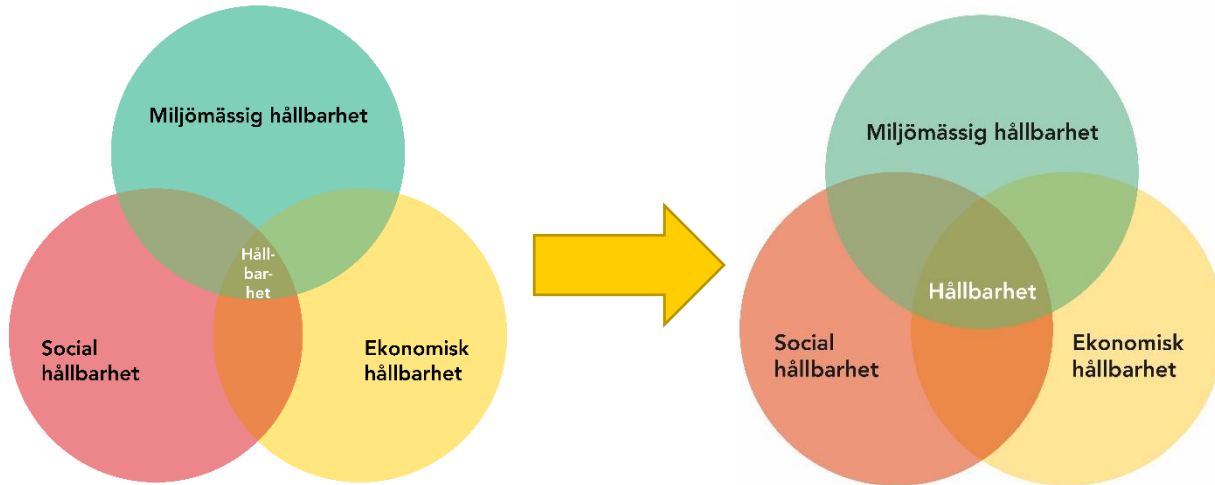 Miljömässig hållbarhet
Håll-
bar-
het
Social
hållbarhet
Ekonomisk
hållbarhet
Miljömässig hållbarhet
Hållbarhet
Social
hållbarhet
Ekonomisk
hållbarhet